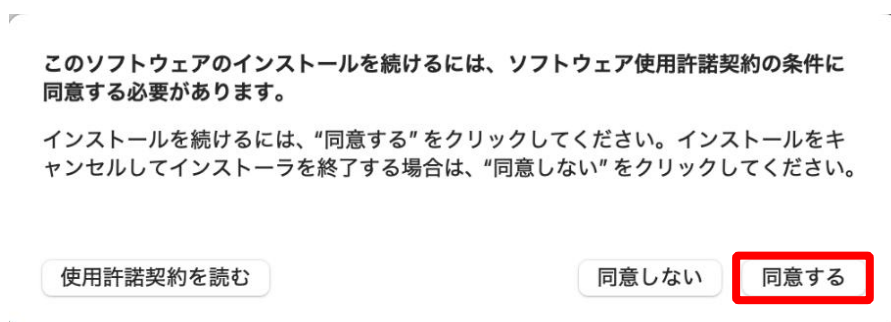 このソフトウェアのインストールを続けるには、ソフトウェア使用許諾契約の条件に
同意する必要があります。
インストールを続けるには、“同意する” をクリックしてください。インストールをキ
ャンセルしてインストーラを終了する場合は、“同意しない” をクリックしてください。
使用許諾契約を読む
同意しない
同意する